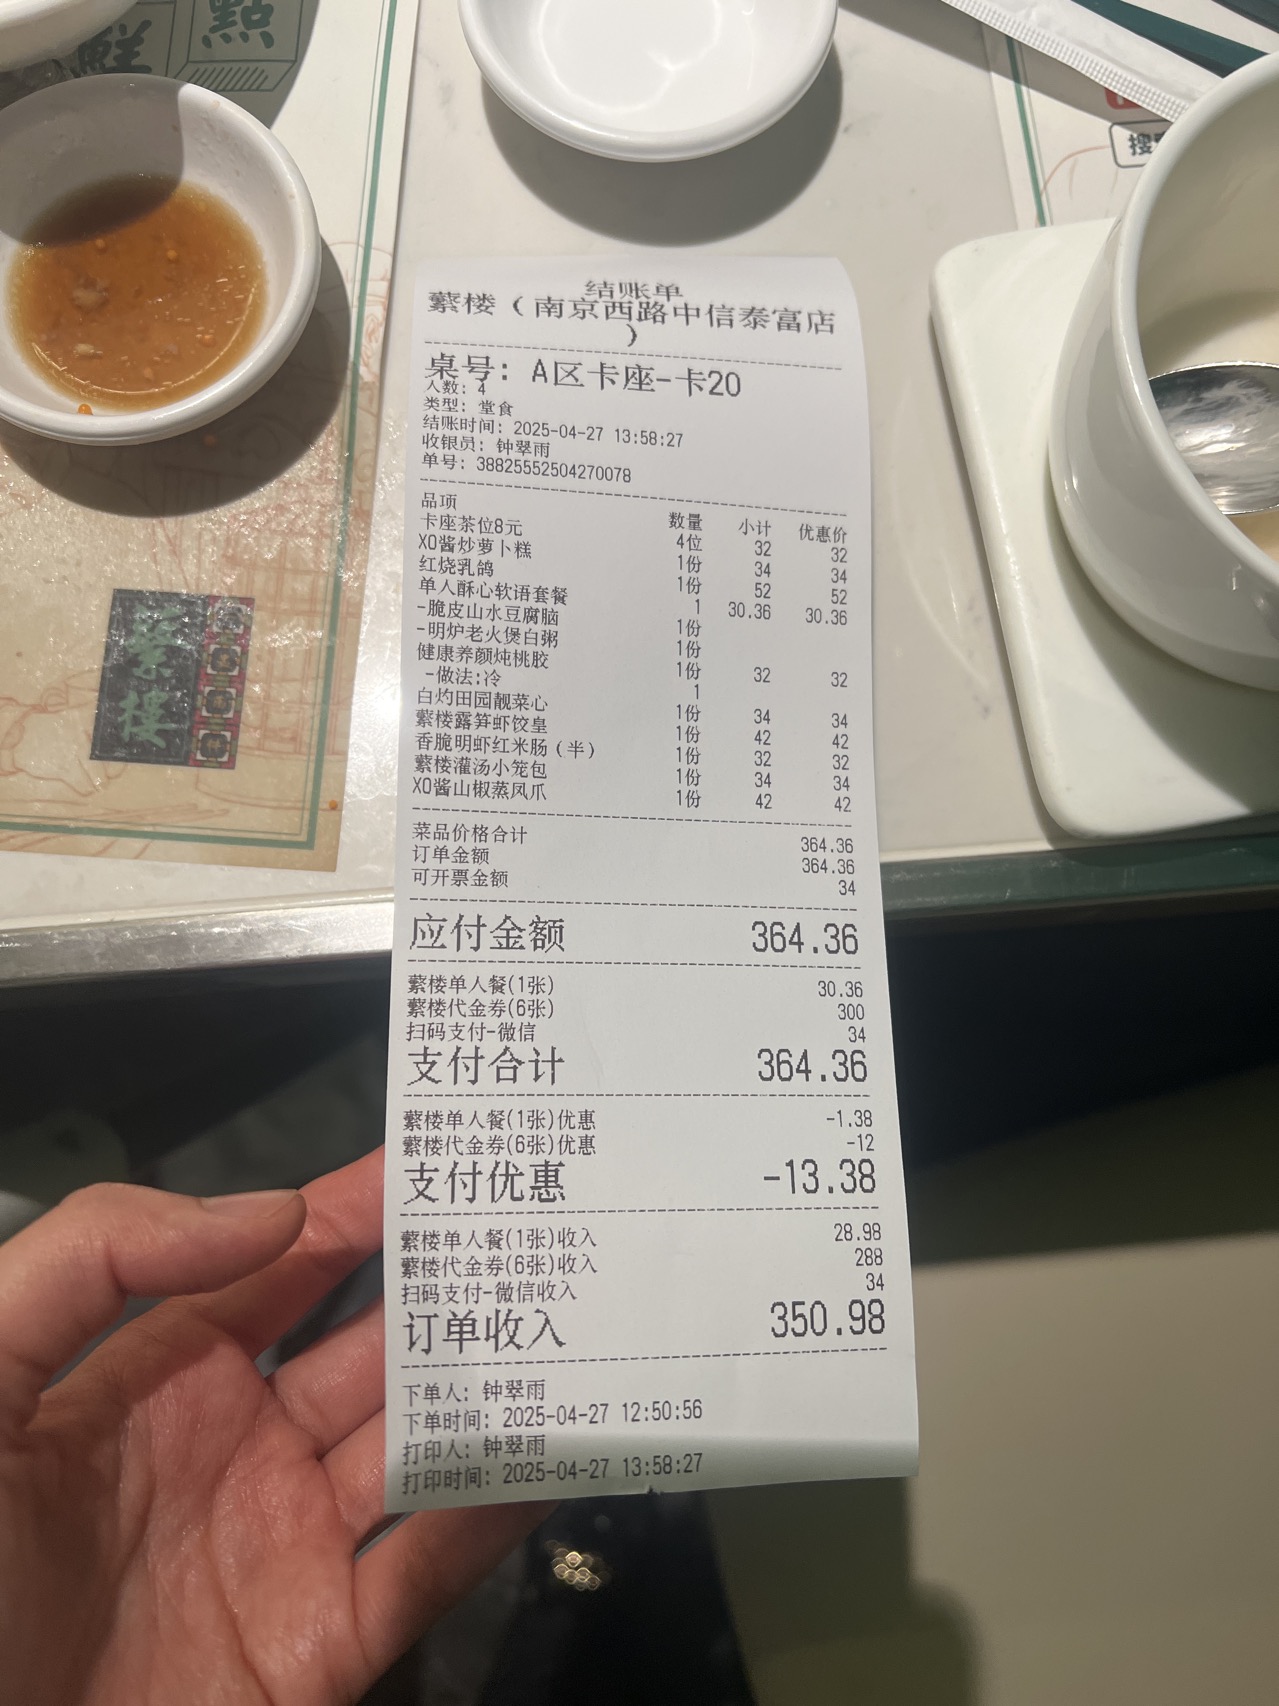 鮮
點
搜
蘩
樓
结账单
蘩楼（南京西路中信泰富店
）
桌号：A区卡座-卡20
人数：4
类型：堂食
结账时间：2025-04-27 13:58:27
收银员：钟翠雨
单号：38825552504270078
品项 数量 小计 优惠价
卡座茶位8元 4位 32 32
XO酱炒萝卜糕 1份 34 34
红烧乳鸽 1份 52 52
单人酥心软语套餐 1 30.36 30.36
-脆皮山水豆腐脑 1份
-明炉老火煲白粥 1份
健康养颜炖桃胶 1份 32 32
-做法:冷 1
白灼田园靓菜心 1份 34 34
蘩楼露笋虾饺皇 1份 42 42
香脆明虾红米肠（半） 1份 32 32
蘩楼灌汤小笼包 1份 34 34
XO酱山椒蒸凤爪 1份 42 42
菜品价格合计 364.36
订单金额 364.36
可开票金额 34
应付金额 364.36
蘩楼单人餐(1张) 30.36
蘩楼代金券(6张) 300
扫码支付-微信 34
支付合计 364.36
蘩楼单人餐(1张)优惠 -1.38
蘩楼代金券(6张)优惠 -12
支付优惠 -13.38
蘩楼单人餐(1张)收入 28.98
蘩楼代金券(6张)收入 288
扫码支付-微信收入 34
订单收入 350.98
下单人：钟翠雨
下单时间：2025-04-27 12:50:56
打印人：钟翠雨
打印时间：2025-04-27 13:58:27